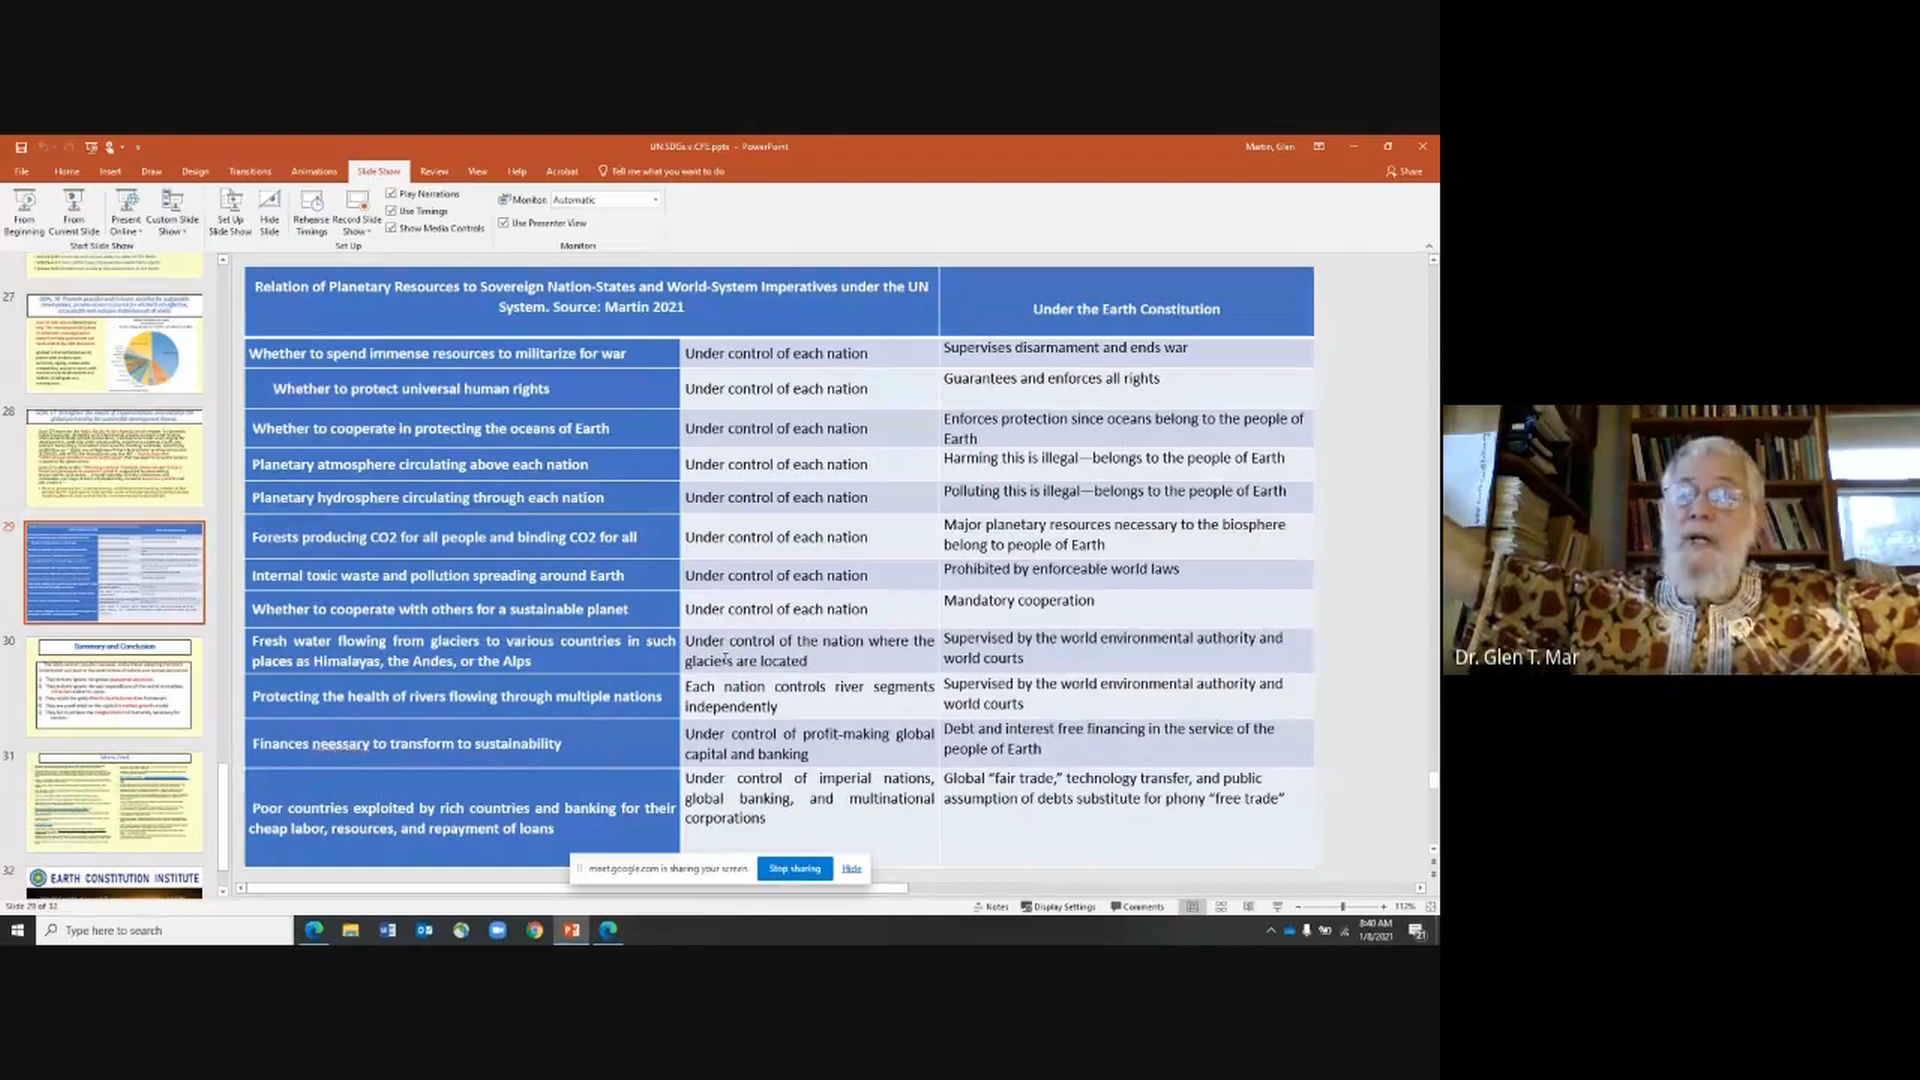 UN.SDGs.v.CFE.pptx - PowerPoint
Martin, Glen
File Home Insert Draw Design Transitions Animations Slide Show Review View Help Acrobat Tell me what you want to do
Share
From Beginning
From Current Slide
Present Online
Custom Slide Show
Set Up Slide Show
Hide Slide
Rehearse Timings
Record Slide Show
Play Narrations
Use Timings
Show Media Controls
Monitor: Automatic
Use Presenter View
Start Slide Show
Set Up
Monitors
27
28
29
30
Summary and Conclusion
31
32
EARTH CONSTITUTION INSTITUTE
Relation of Planetary Resources to Sovereign Nation-States and World-System Imperatives under the UN
System. Source: Martin 2021
Under the Earth Constitution
Whether to spend immense resources to militarize for war
Under control of each nation
Supervises disarmament and ends war
Whether to protect universal human rights
Under control of each nation
Guarantees and enforces all rights
Whether to cooperate in protecting the oceans of Earth
Under control of each nation
Enforces protection since oceans belong to the people of
Earth
Planetary atmosphere circulating above each nation
Under control of each nation
Harming this is illegal—belongs to the people of Earth
Planetary hydrosphere circulating through each nation
Under control of each nation
Polluting this is illegal—belongs to the people of Earth
Forests producing CO2 for all people and binding CO2 for all
Under control of each nation
Major planetary resources necessary to the biosphere
belong to people of Earth
Internal toxic waste and pollution spreading around Earth
Under control of each nation
Prohibited by enforceable world laws
Whether to cooperate with others for a sustainable planet
Under control of each nation
Mandatory cooperation
Fresh water flowing from glaciers to various countries in such
places as Himalayas, the Andes, or the Alps
Under control of the nation where the
glaciers are located
Supervised by the world environmental authority and
world courts
Protecting the health of rivers flowing through multiple nations
Each nation controls river segments
independently
Supervised by the world environmental authority and
world courts
Finances neessary to transform to sustainability
Under control of profit-making global
capital and banking
Debt and interest free financing in the service of the
people of Earth
Poor countries exploited by rich countries and banking for their
cheap labor, resources, and repayment of loans
Under control of imperial nations,
global banking, and multinational
corporations
Global “fair trade,” technology transfer, and public
assumption of debts substitute for phony “free trade”
meet.google.com is sharing your screen.
Stop sharing
Hide
Slide 29 of 32
Notes
Display Settings
Comments
112%
Type here to search
8:40 AM
1/8/2021
21
Dr. Glen T. Mar